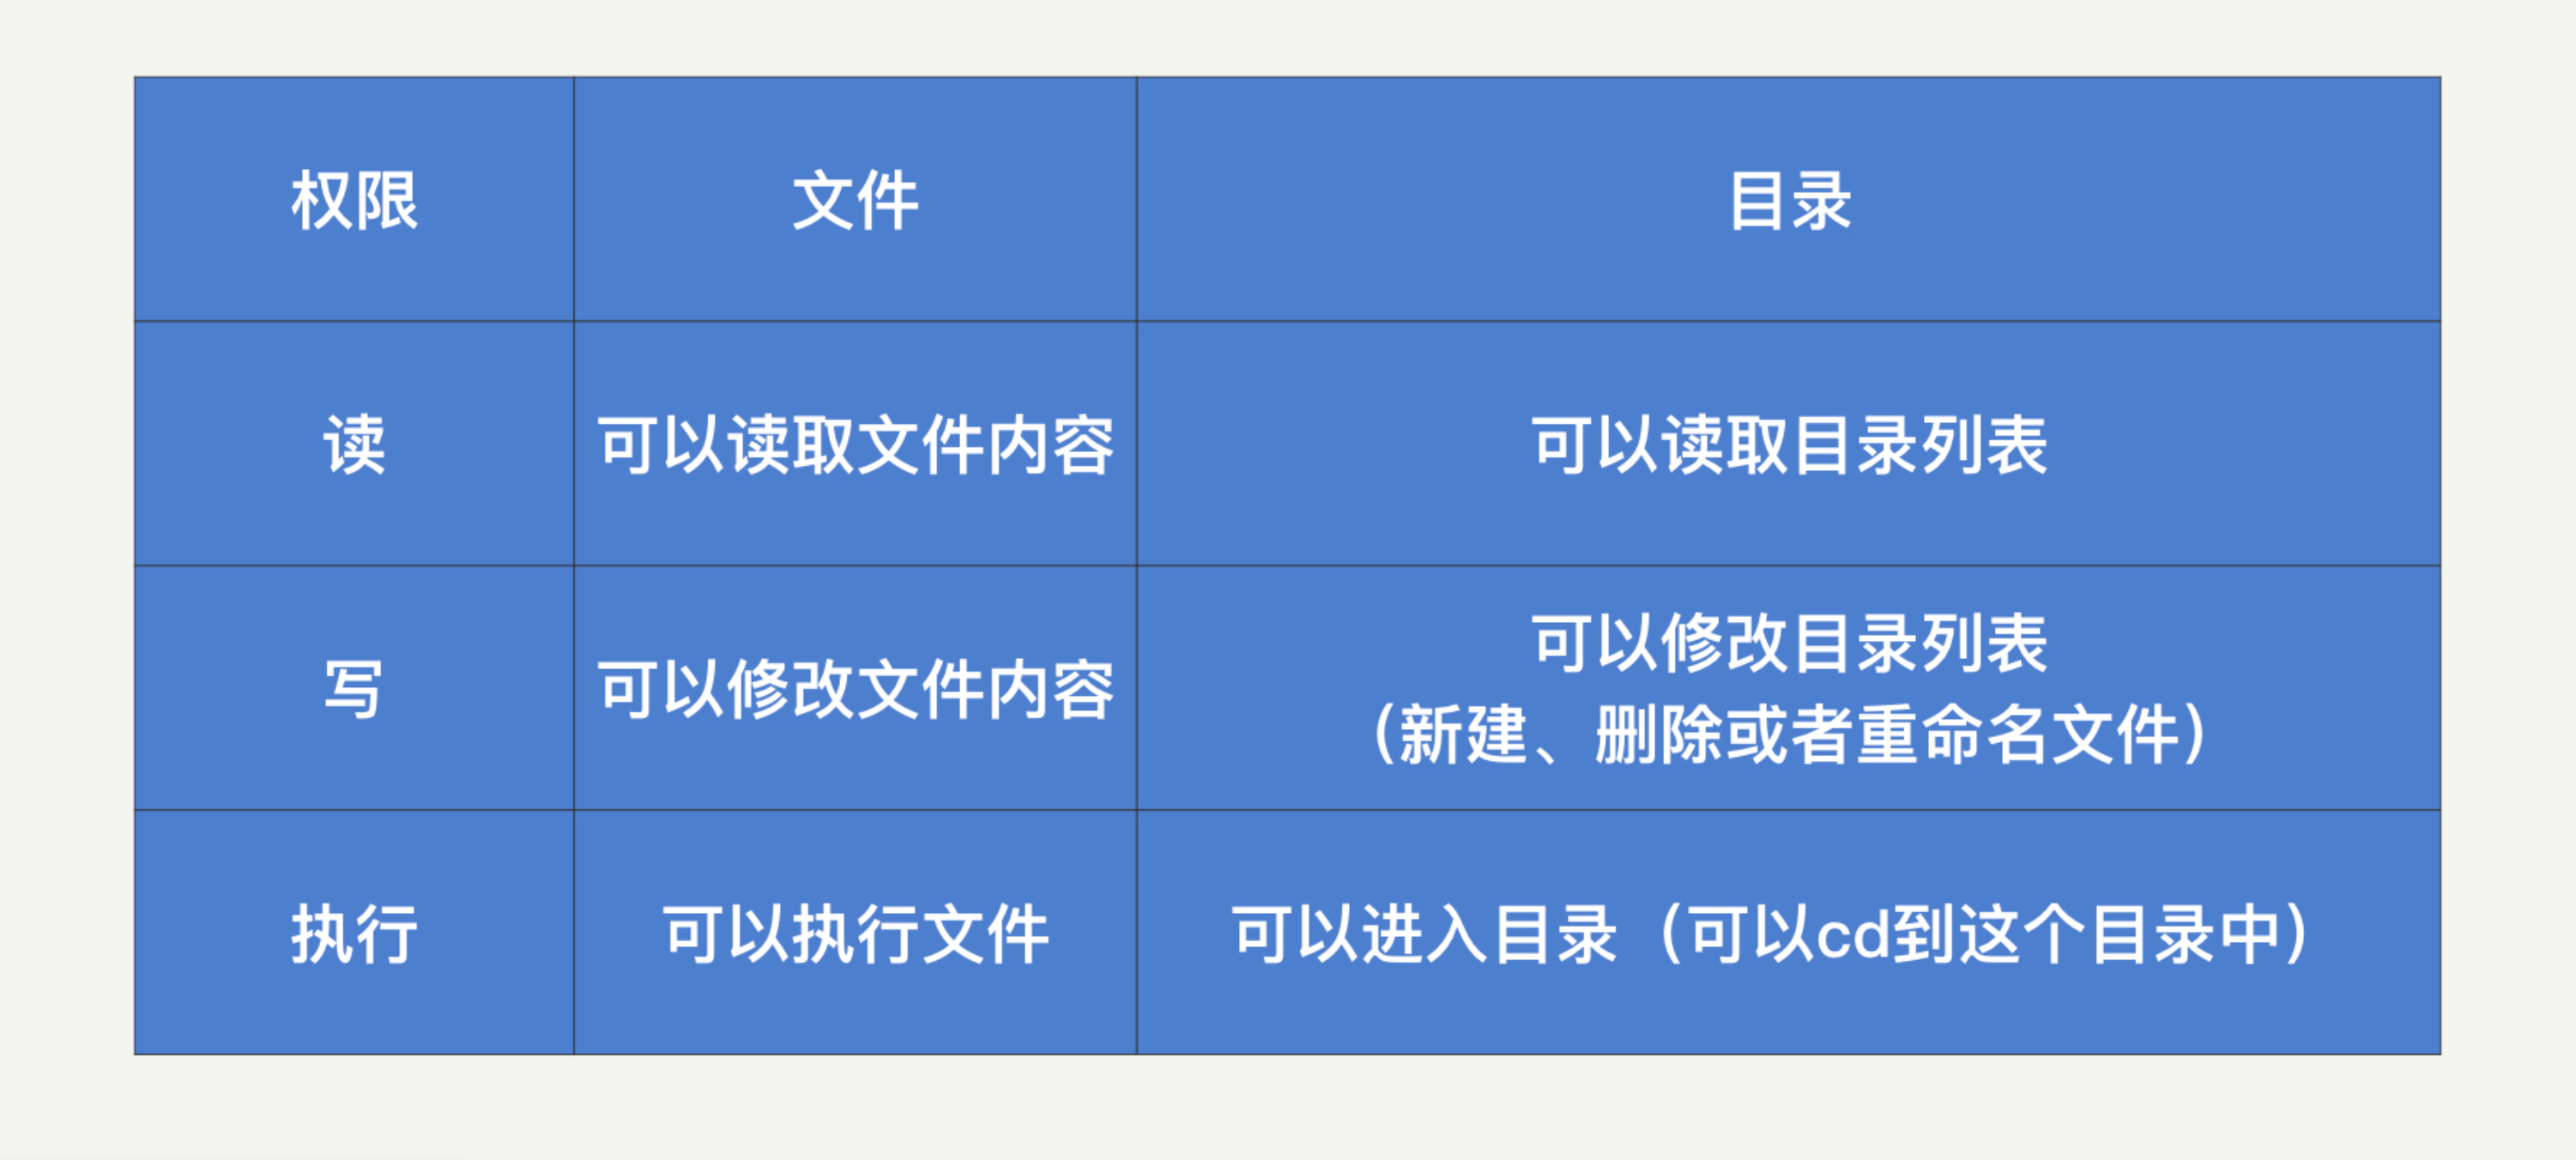 权限 文件 目录
读 可以读取文件内容 可以读取目录列表
写 可以修改文件内容 可以修改目录列表
（新建、删除或者重命名文件）
执行 可以执行文件 可以进入目录（可以cd到这个目录中）